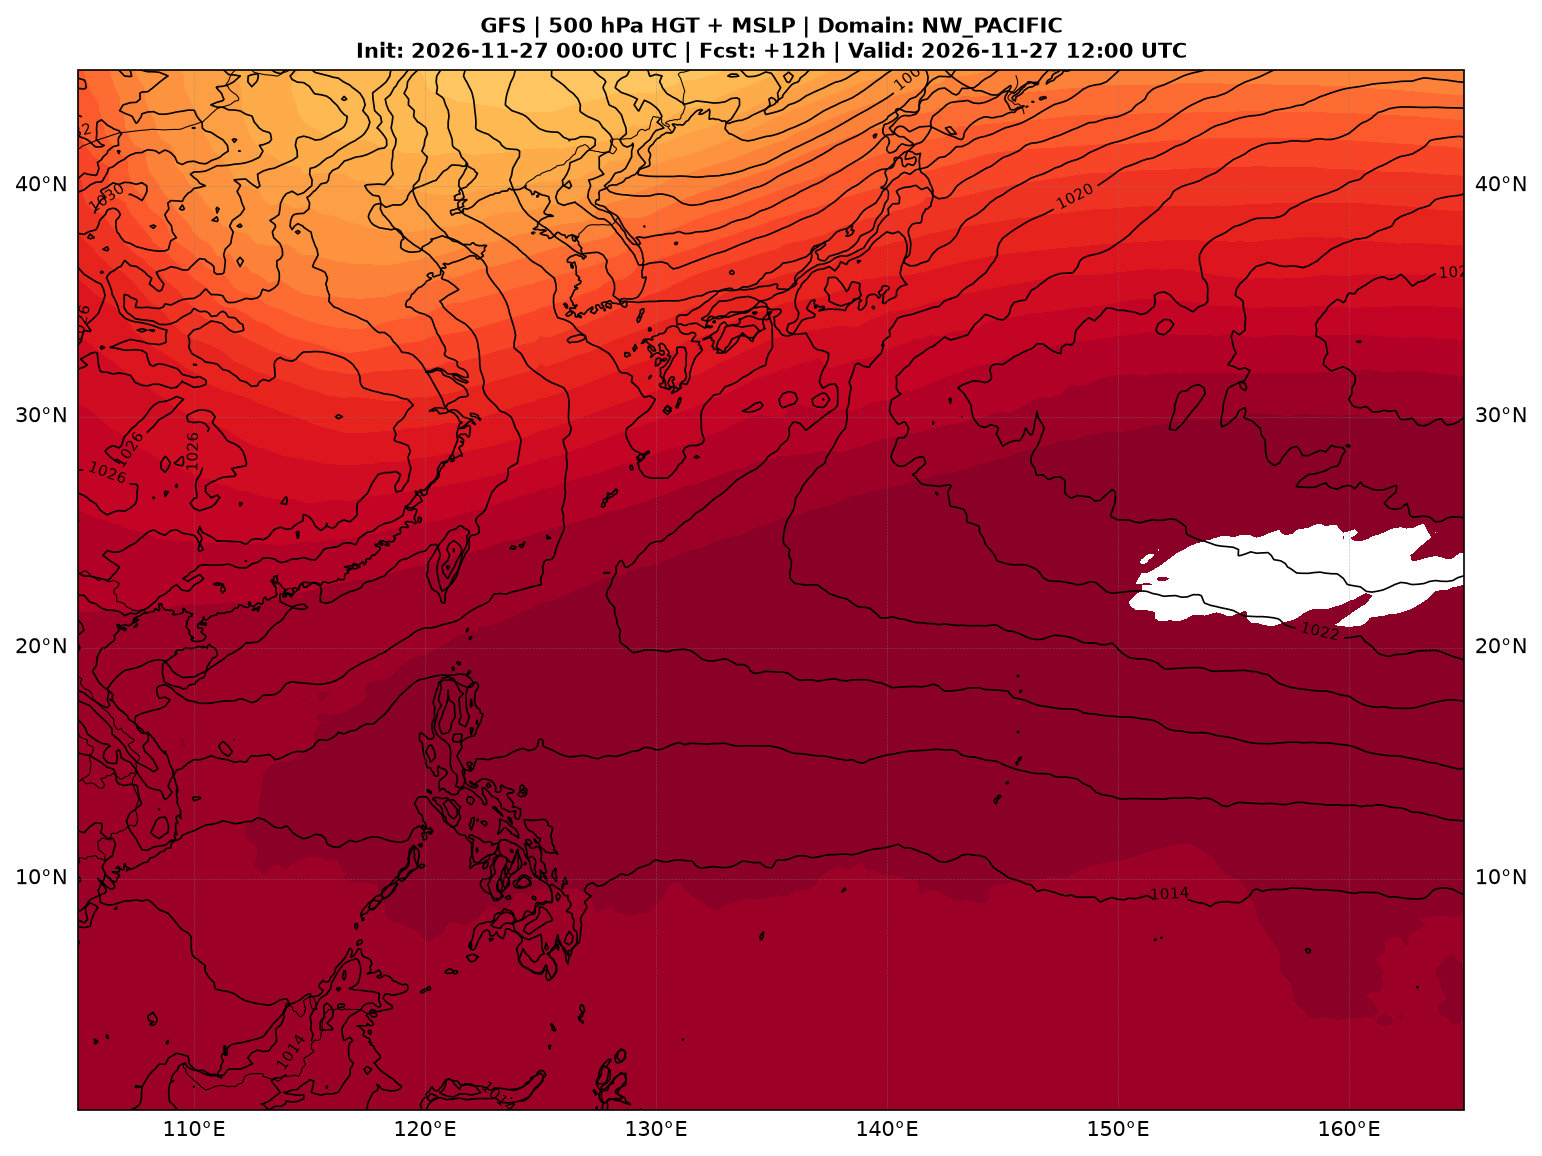 GFS | 500 hPa HGT + MSLP | Domain: NW_PACIFIC
Init: 2026-11-27 00:00 UTC | Fcst: +12h | Valid: 2026-11-27 12:00 UTC
40°N
40°N
1030
1020
30°N
30°N
1026
1026
1026
20°N
20°N
1022
10°N
10°N
1014
1014
110°E
120°E
130°E
140°E
150°E
160°E